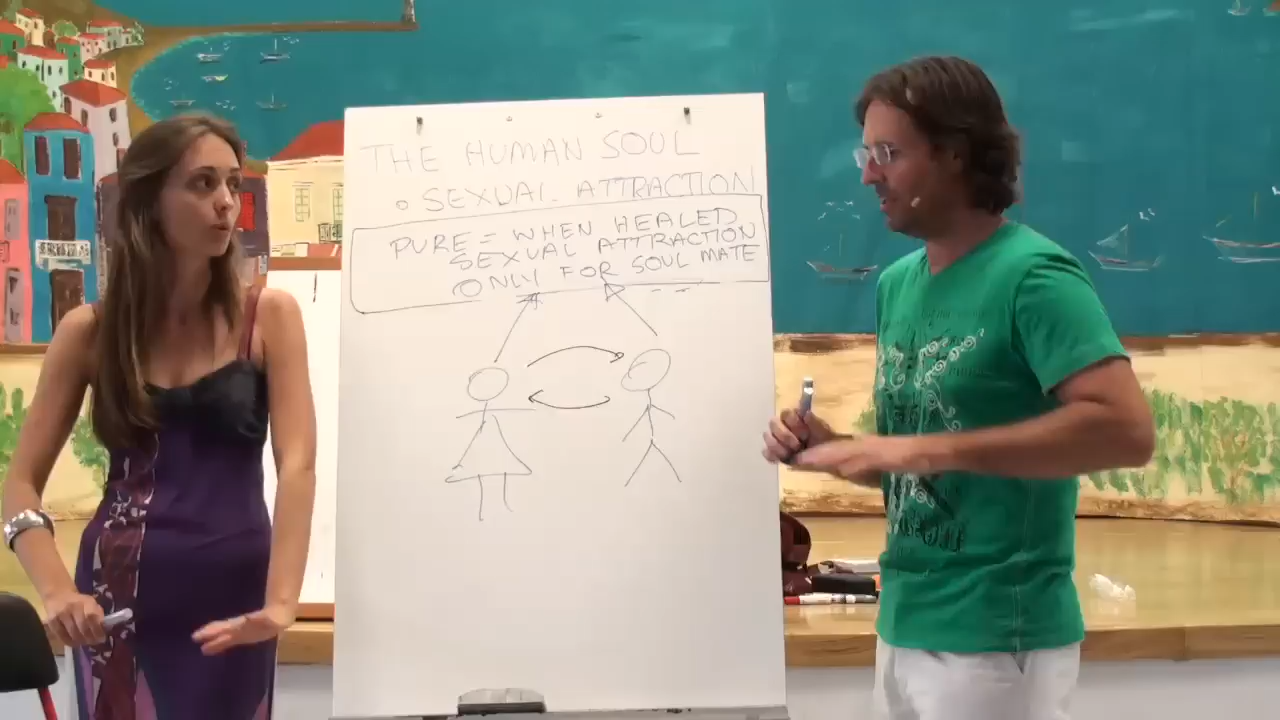 THE HUMAN SOUL
o SEXUAL ATTRACTION
PURE = WHEN HEALED
SEXUAL ATTRACTION
ONLY FOR SOUL MATE